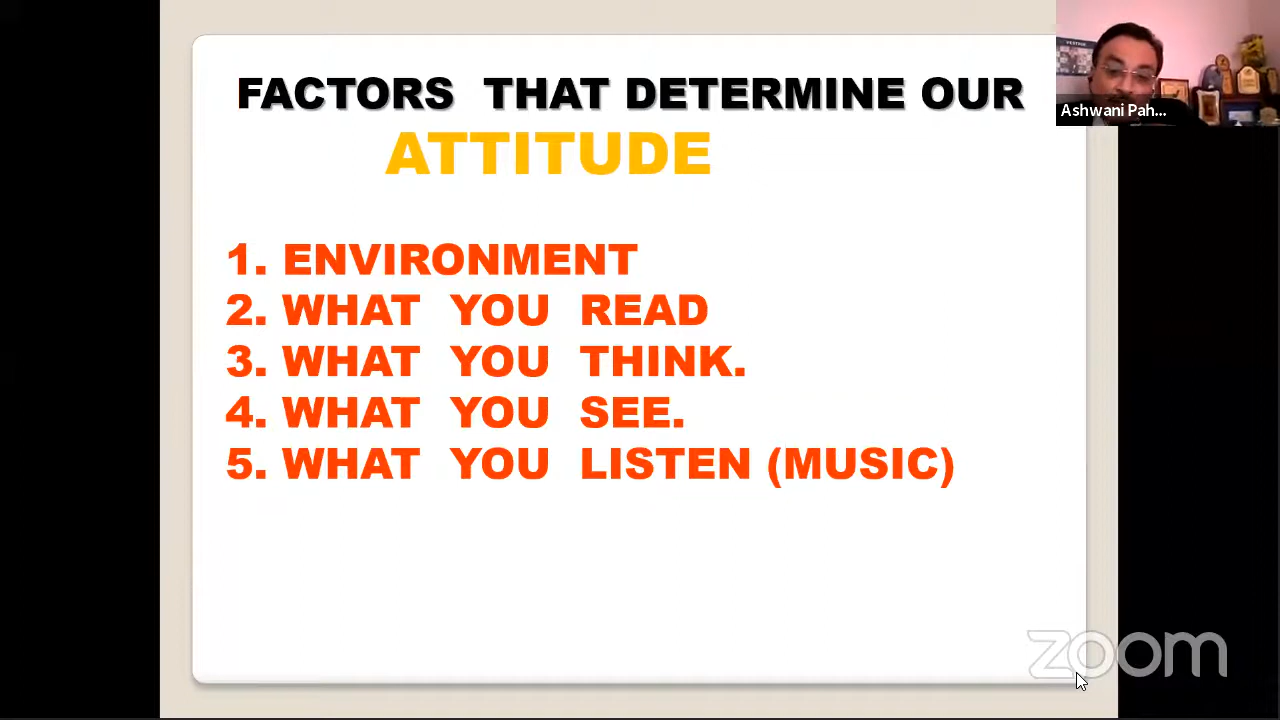 FACTORS THAT DETERMINE OUR
ATTITUDE
1. ENVIRONMENT
2. WHAT YOU READ
3. WHAT YOU THINK.
4. WHAT YOU SEE.
5. WHAT YOU LISTEN (MUSIC)
Ashwani Pah...
zoom